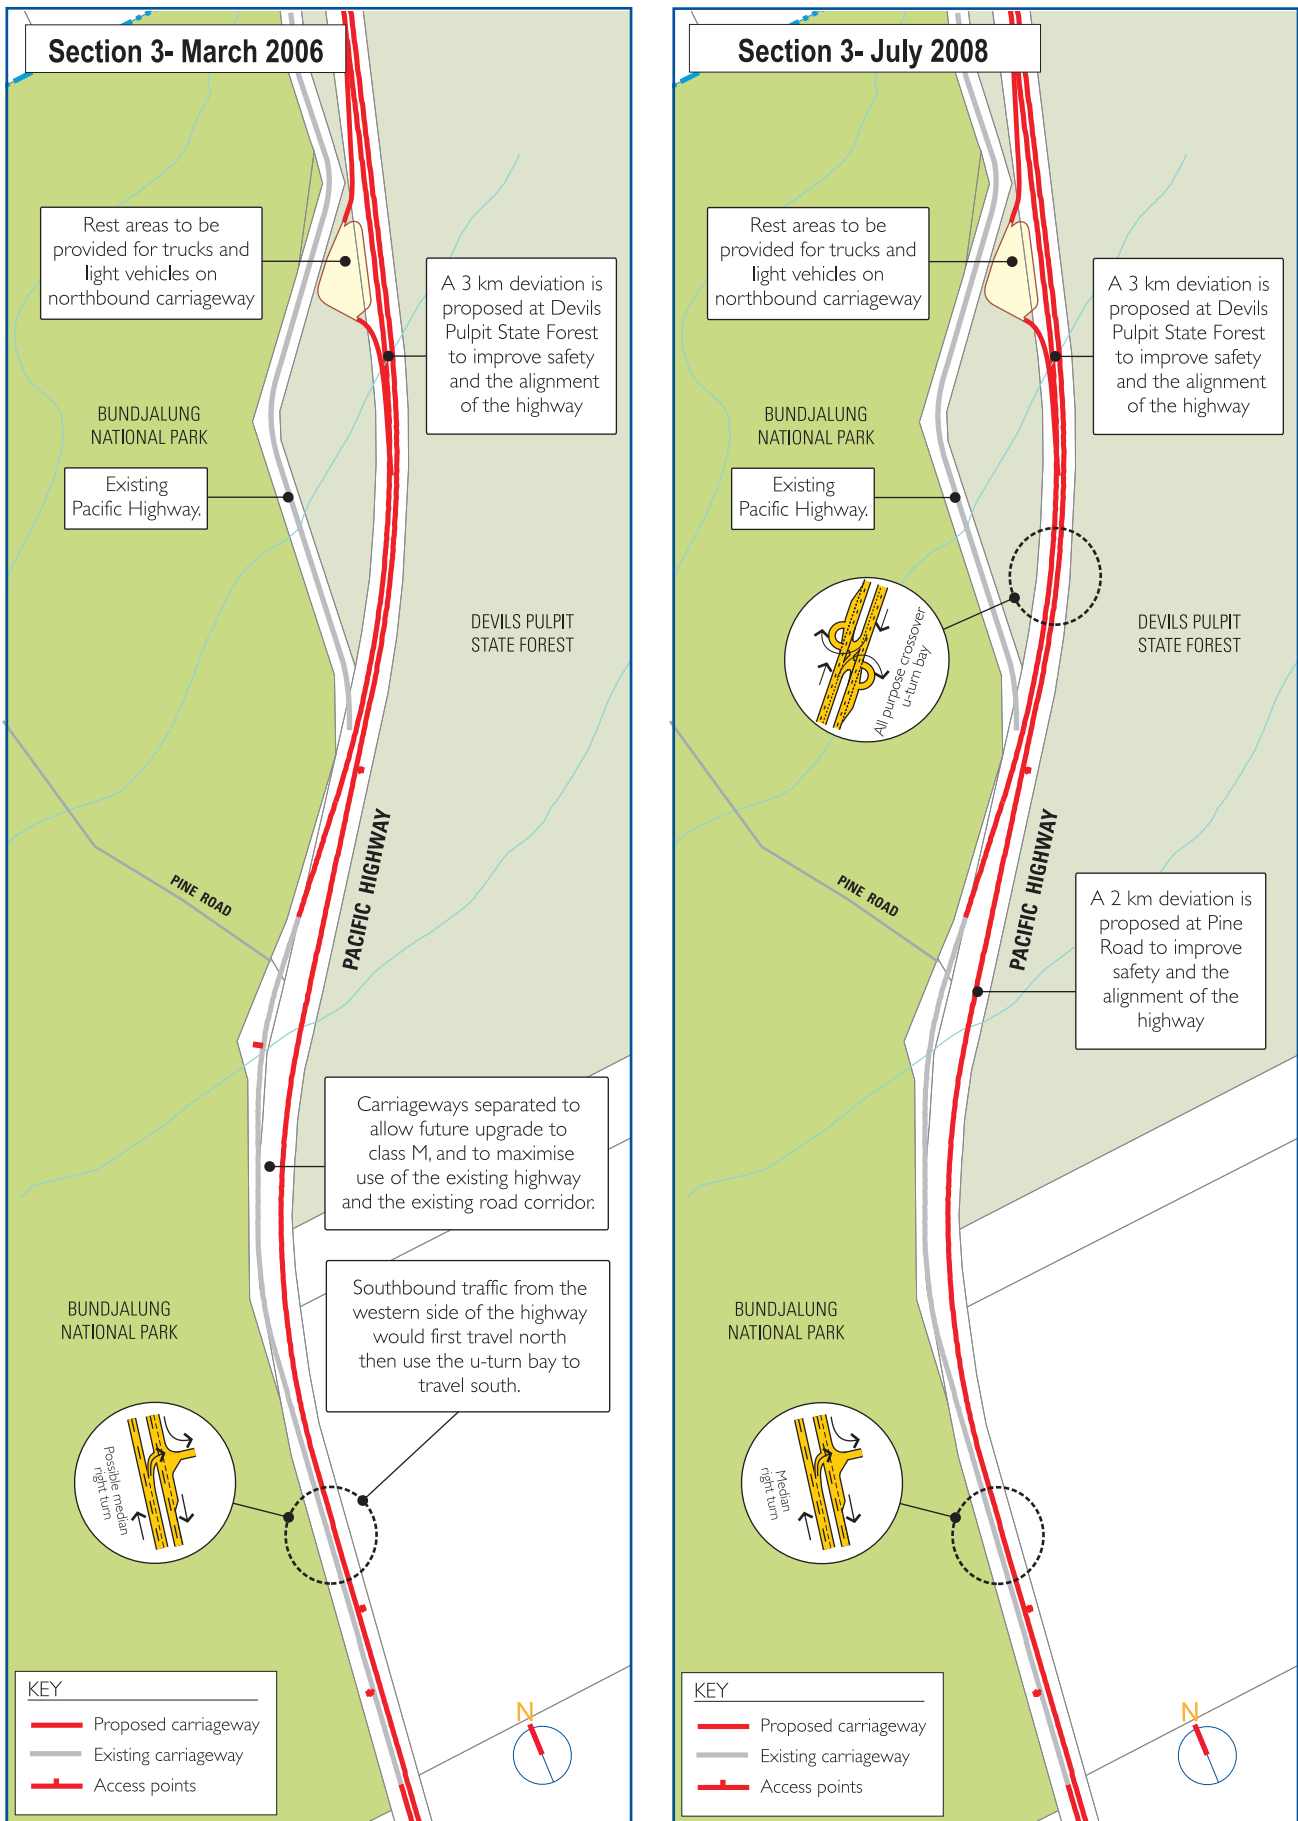 Section 3- March 2006
Rest areas to be
provided for trucks and
light vehicles on
northbound carriageway
A 3 km deviation is
proposed at Devils
Pulpit State Forest
to improve safety
and the alignment
of the highway
BUNDJALUNG
NATIONAL PARK
Existing
Pacific Highway.
DEVILS PULPIT
STATE FOREST
PACIFIC HIGHWAY
PINE ROAD
Carriageways separated to
allow future upgrade to
class M, and to maximise
use of the existing highway
and the existing road corridor.
Southbound traffic from the
western side of the highway
would first travel north
then use the u-turn bay to
travel south.
BUNDJALUNG
NATIONAL PARK
Possible median
right turn
KEY
Proposed carriageway
Existing carriageway
Access points
N
Section 3- July 2008
Rest areas to be
provided for trucks and
light vehicles on
northbound carriageway
A 3 km deviation is
proposed at Devils
Pulpit State Forest
to improve safety
and the alignment
of the highway
BUNDJALUNG
NATIONAL PARK
Existing
Pacific Highway.
All purpose crossover
u-turn bay
DEVILS PULPIT
STATE FOREST
PACIFIC HIGHWAY
PINE ROAD
A 2 km deviation is
proposed at Pine
Road to improve
safety and the
alignment of the
highway
BUNDJALUNG
NATIONAL PARK
Median
right turn
KEY
Proposed carriageway
Existing carriageway
Access points
N